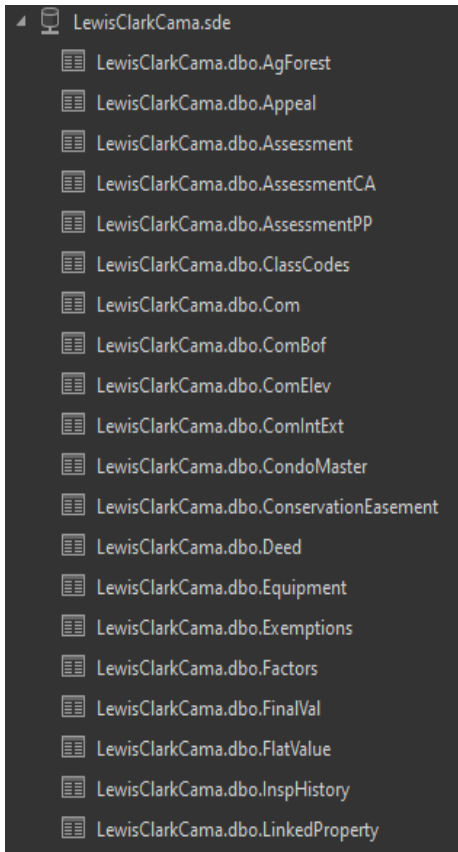 LewisClarkCama.sde
LewisClarkCama.dbo.AgForest
LewisClarkCama.dbo.Appeal
LewisClarkCama.dbo.Assessment
LewisClarkCama.dbo.AssessmentCA
LewisClarkCama.dbo.AssessmentPP
LewisClarkCama.dbo.ClassCodes
LewisClarkCama.dbo.Com
LewisClarkCama.dbo.ComBof
LewisClarkCama.dbo.ComElev
LewisClarkCama.dbo.ComIntExt
LewisClarkCama.dbo.CondoMaster
LewisClarkCama.dbo.ConservationEasement
LewisClarkCama.dbo.Deed
LewisClarkCama.dbo.Equipment
LewisClarkCama.dbo.Exemptions
LewisClarkCama.dbo.Factors
LewisClarkCama.dbo.FinalVal
LewisClarkCama.dbo.FlatValue
LewisClarkCama.dbo.InspHistory
LewisClarkCama.dbo.LinkedProperty